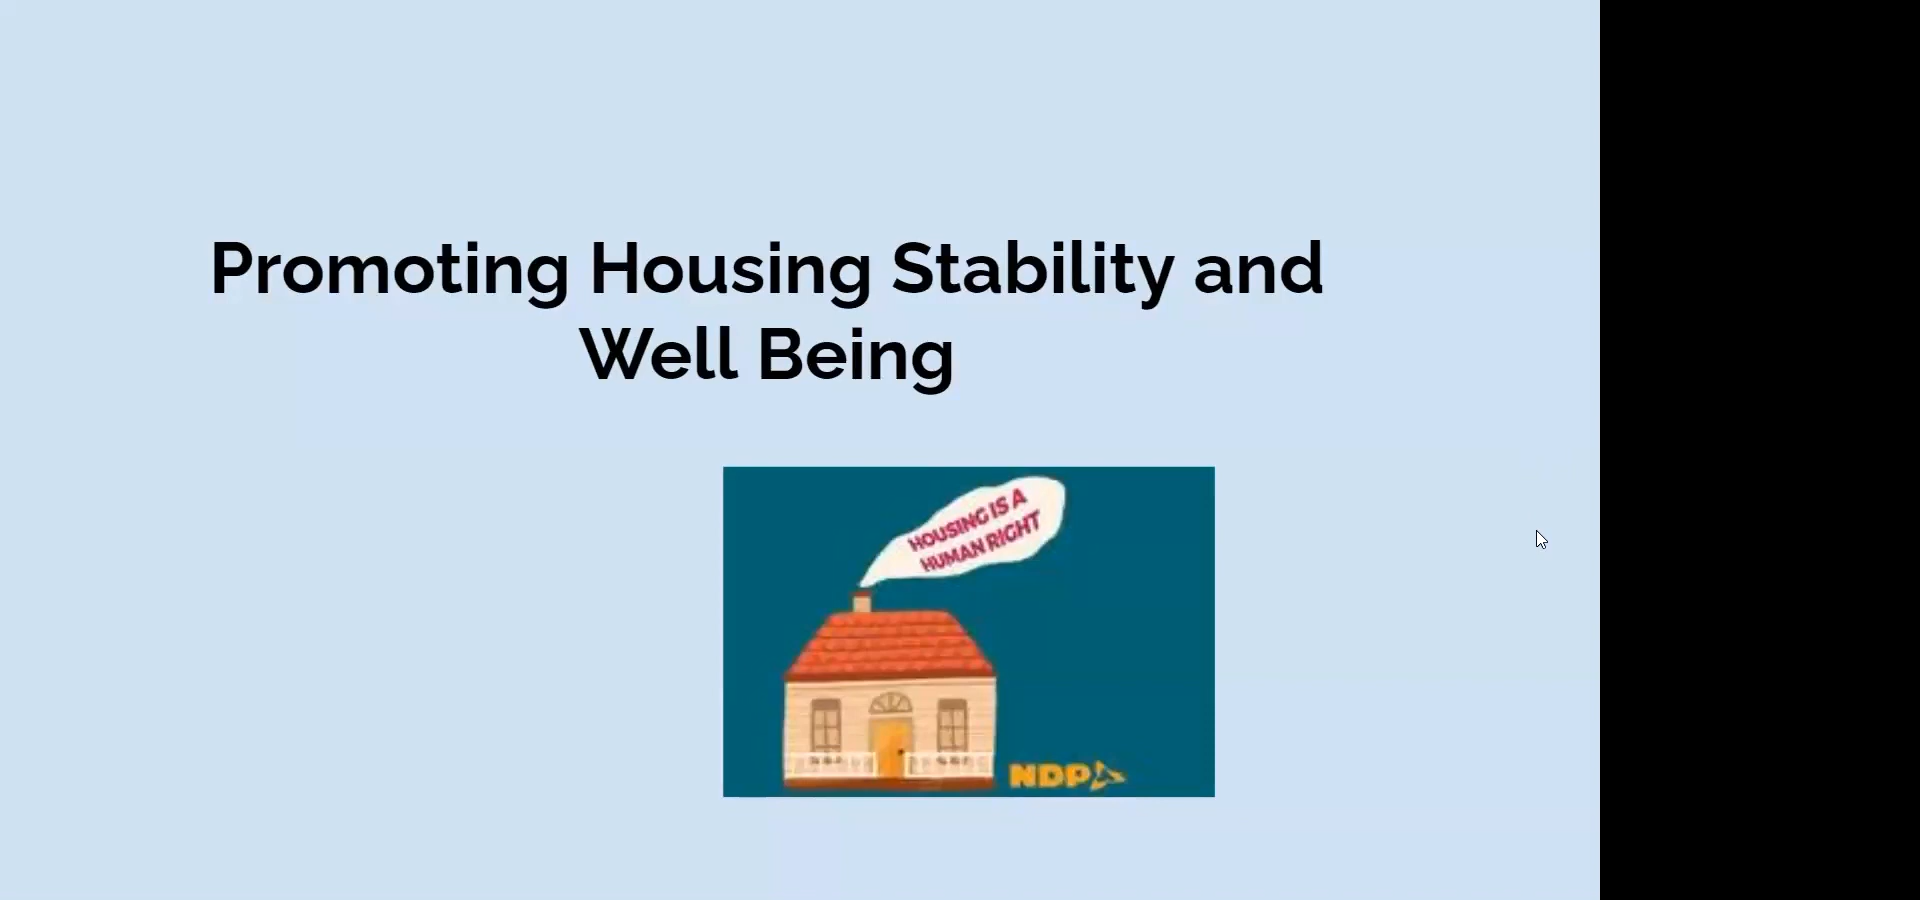 Promoting Housing Stability and
Well Being
HOUSING IS A
HUMAN RIGHT
NDP